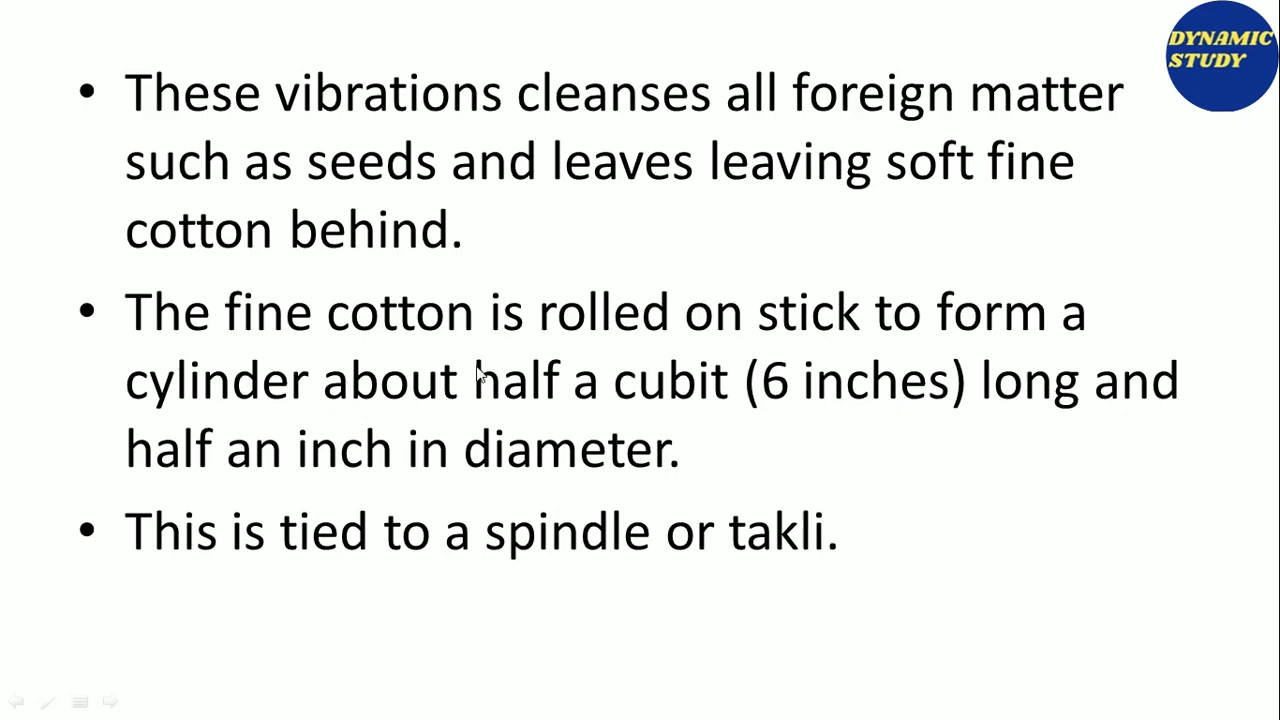 DYNAMIC
STUDY
• These vibrations cleanses all foreign matter
such as seeds and leaves leaving soft fine
cotton behind.
• The fine cotton is rolled on stick to form a
cylinder about half a cubit (6 inches) long and
half an inch in diameter.
• This is tied to a spindle or takli.